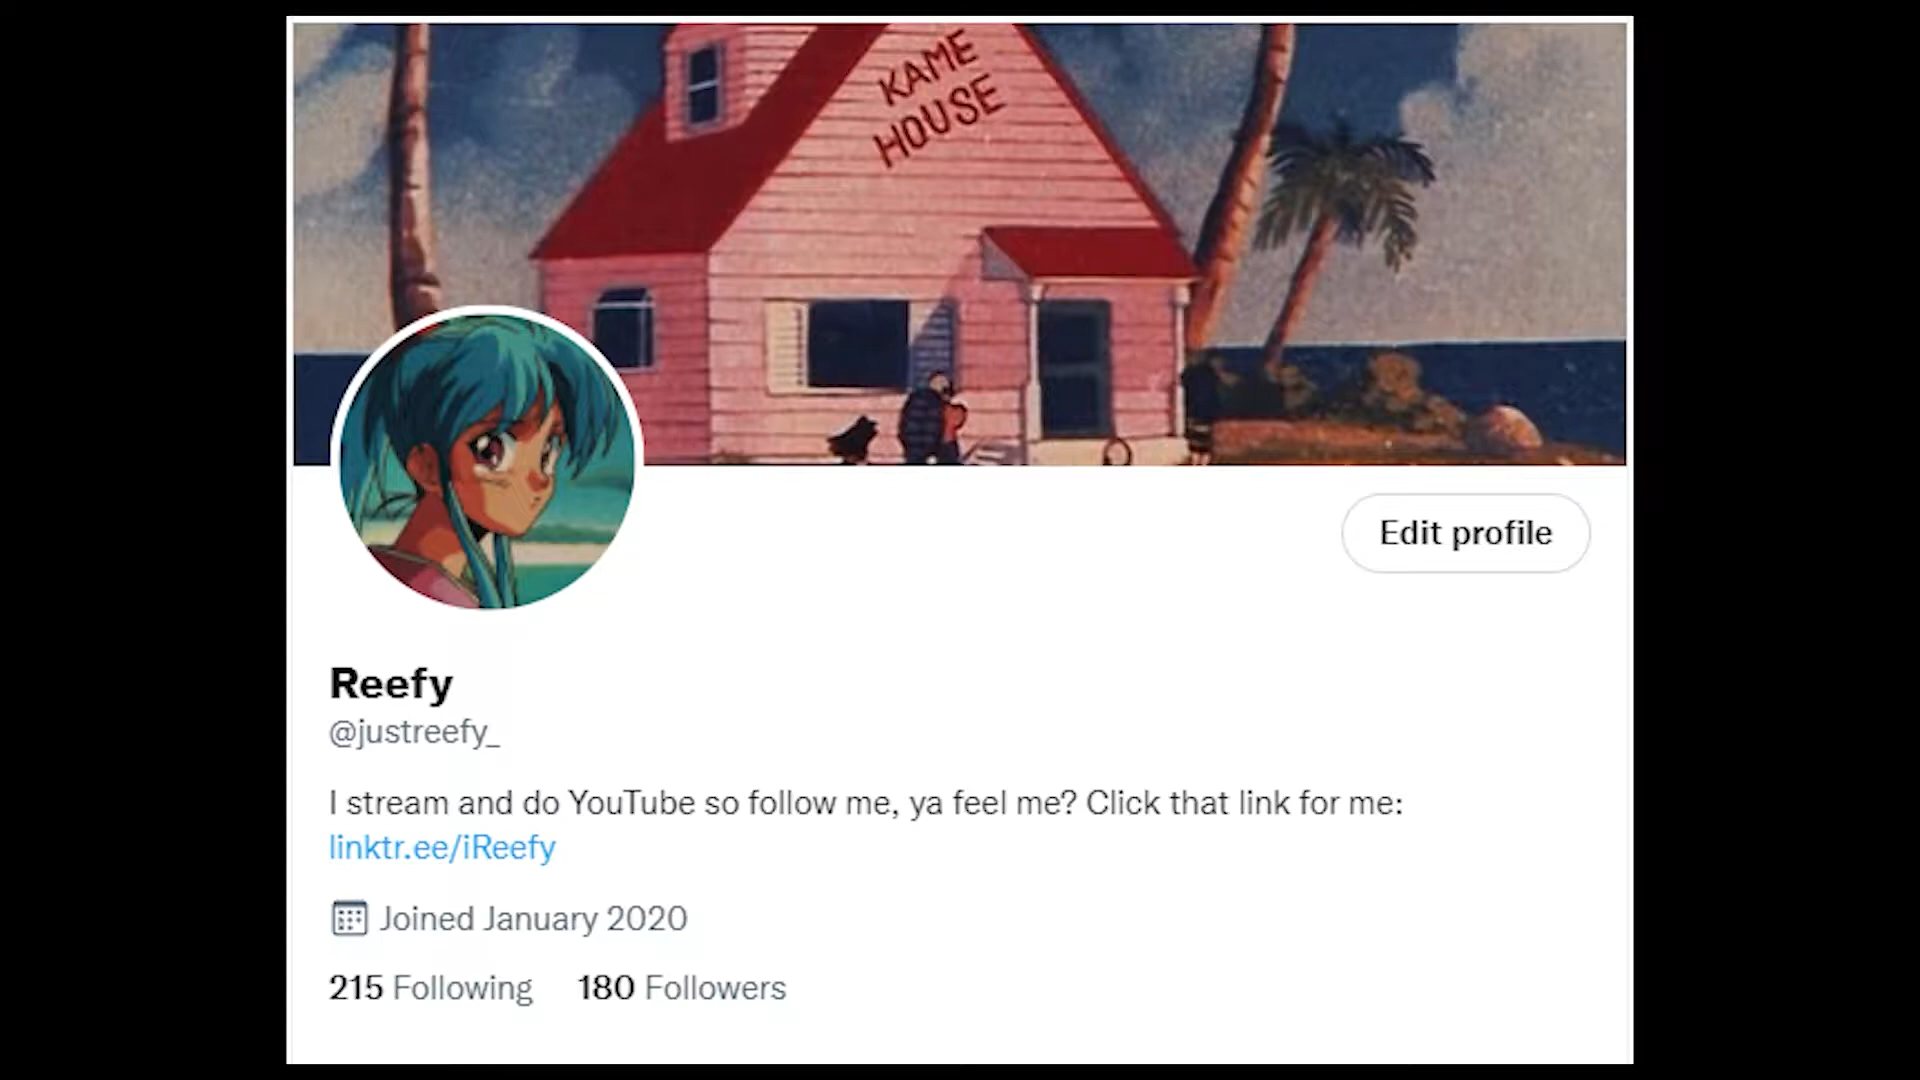 KAME
HOUSE
Edit profile
Reefy
@justreefy_
I stream and do YouTube so follow me, ya feel me? Click that link for me:
linktr.ee/iReefy
Joined January 2020
215 Following 180 Followers